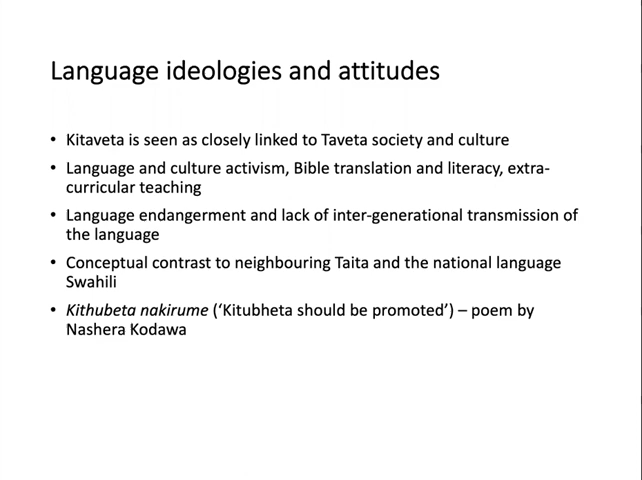 Language ideologies and attitudes
• Kitaveta is seen as closely linked to Taveta society and culture
• Language and culture activism, Bible translation and literacy, extra-
curricular teaching
• Language endangerment and lack of inter-generational transmission of
the language
• Conceptual contrast to neighbouring Taita and the national language
Swahili
• Kithubeta nakirume (‘Kitubheta should be promoted’) – poem by
Nashera Kodawa